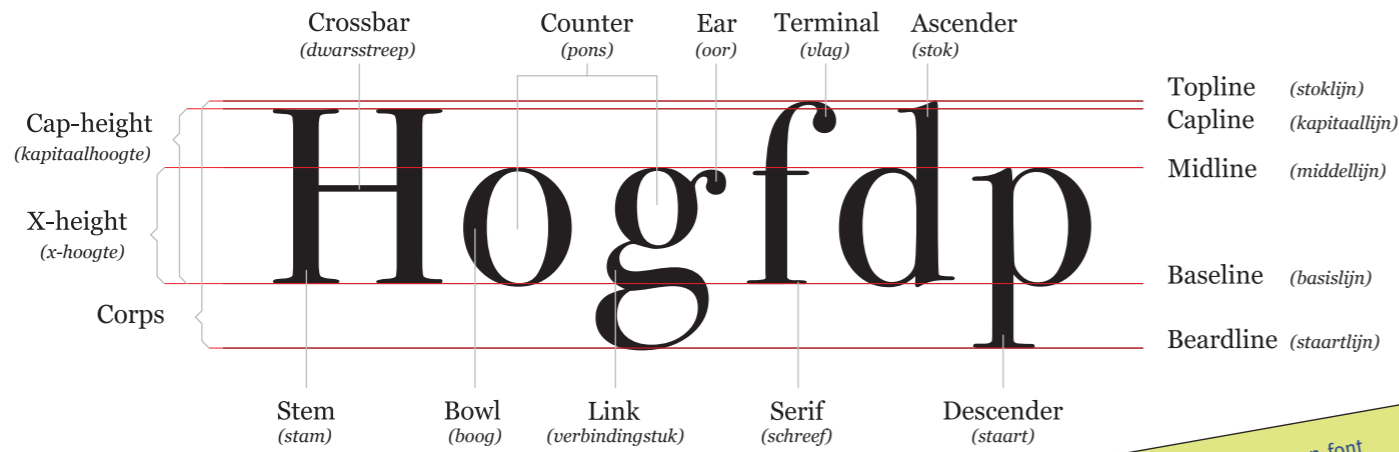 Crossbar
(dwarsstreep)
Counter
(pons)
Ear
(oor)
Terminal
(vlag)
Ascender
(stok)
Topline (stoklijn)
Capline (kapitaallijn)
Midline (middellijn)
Baseline (basislijn)
Beardline (staartlijn)
Cap-height
(kapitaalhoogte)
X-height
(x-hoogte)
Corps
Hogfdp
Stem
(stam)
Bowl
(boog)
Link
(verbindingstuk)
Serif
(schreef)
Descender
(staart)
font